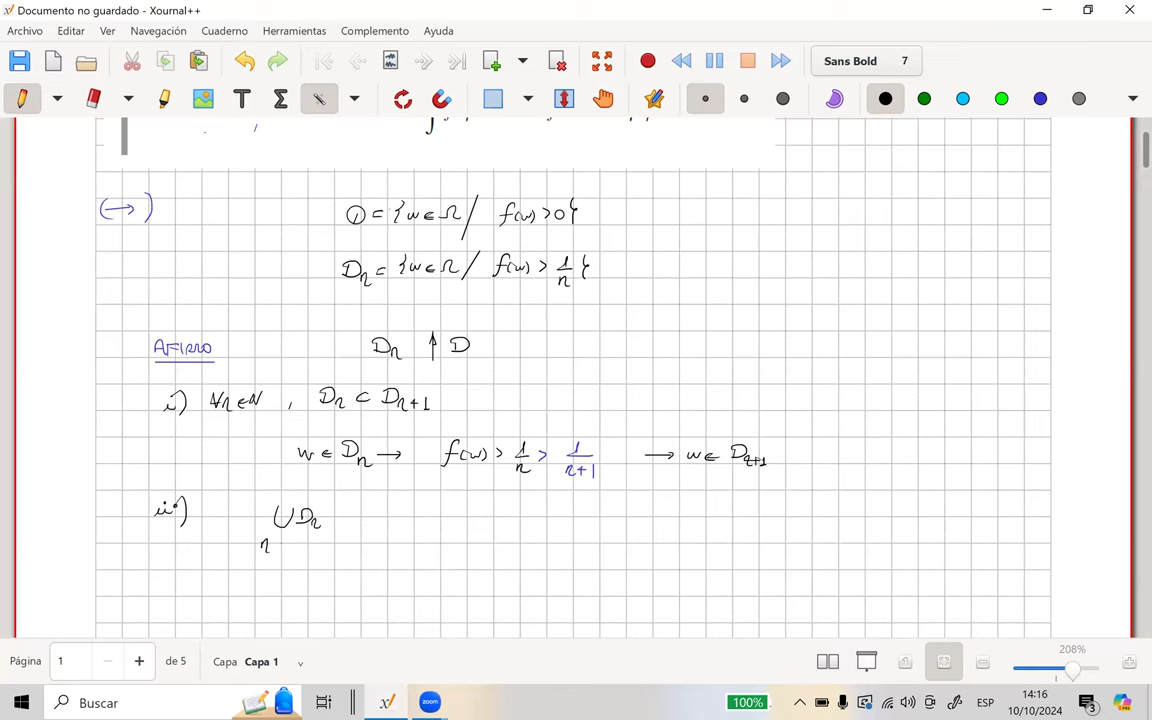 Documento no guardado - Xournal++
Archivo Editar Ver Navegación Cuaderno Herramientas Complemento Ayuda
Sans Bold 7
(→) D = {w ∈ Ω / f(w) > 0}
Dn = {w ∈ Ω / f(w) > 1/n}
AFIRMO Dn ↑ D
i) ∀n ∈ N, Dn ⊂ Dn+1
w ∈ Dn → f(w) > 1/n > 1/n+1 → w ∈ Dn+1
ii) ∪ Dn
n
208%
Página 1 de 5 Capa Capa 1
Buscar
100%
ESP
14:16
10/10/2024
3